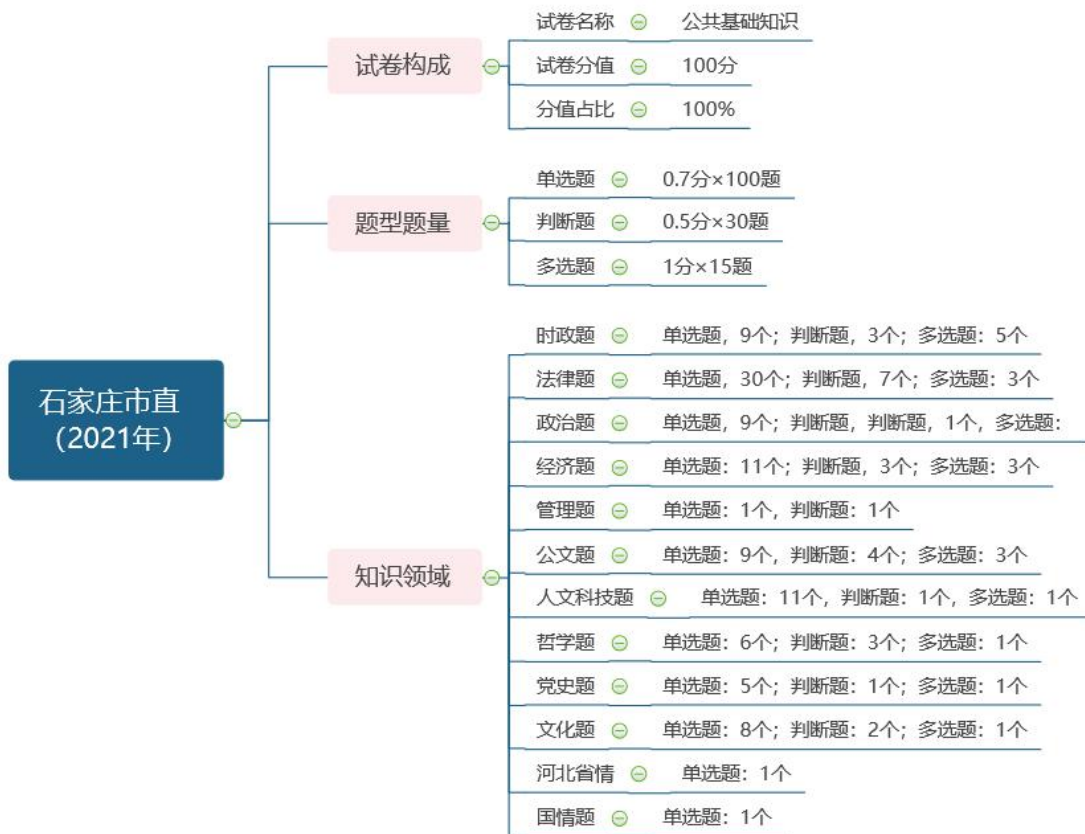 石家庄市直
（2021年）
试卷构成
试卷名称 公共基础知识
试卷分值 100分
分值占比 100%
题型题量
单选题 0.7分×100题
判断题 0.5分×30题
多选题 1分×15题
知识领域
时政题 单选题，9个；判断题，3个；多选题：5个
法律题 单选题，30个；判断题，7个；多选题：3个
政治题 单选题，9个；判断题，判断题，1个，多选题：
经济题 单选题：11个；判断题，3个；多选题：3个
管理题 单选题：1个，判断题：1个
公文题 单选题：9个，判断题：4个；多选题：3个
人文科技题 单选题：11个，判断题：1个，多选题：1个
哲学题 单选题：6个；判断题：3个；多选题：1个
党史题 单选题：5个；判断题：1个；多选题：1个
文化题 单选题：8个；判断题：2个；多选题：1个
河北省情 单选题：1个
国情题 单选题：1个